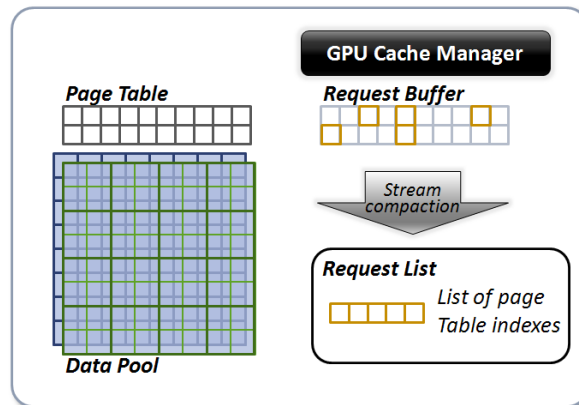 GPU Cache Manager
Page Table
Request Buffer
Stream
compaction
Request List
List of page
Table indexes
Data Pool